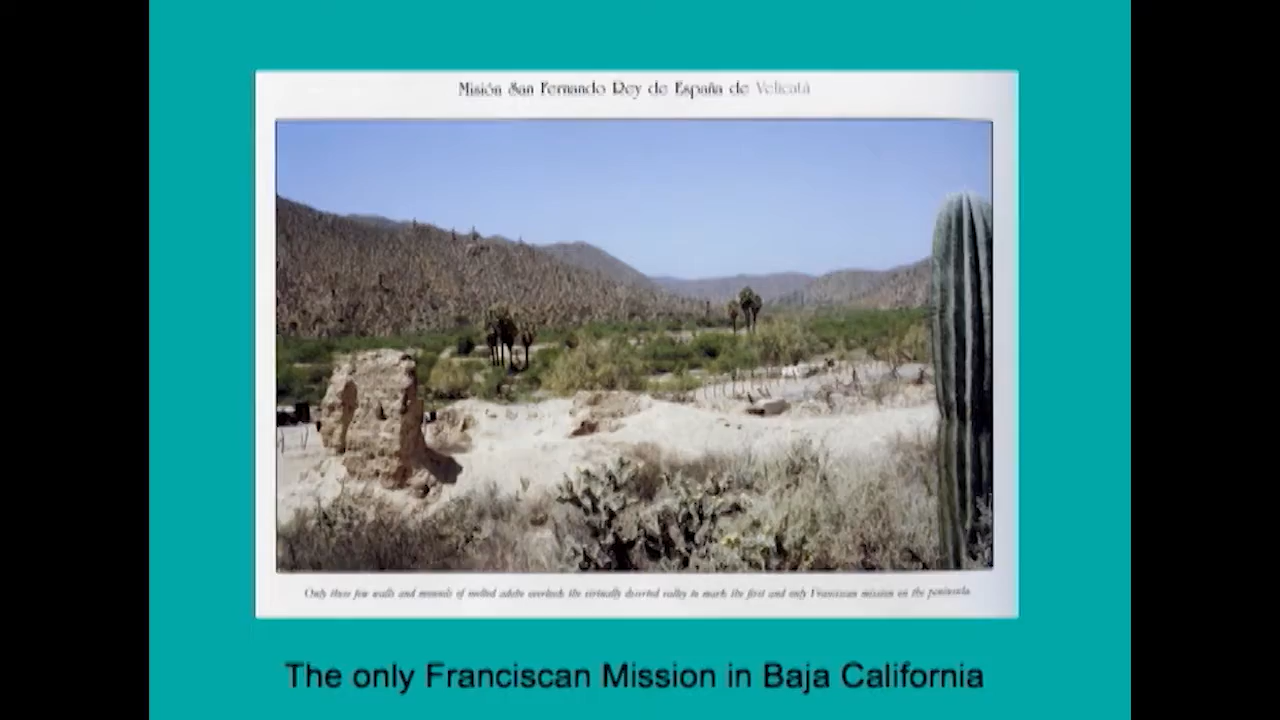 Misión San Fernando Rey de España de Velicatá
Only these few walls and mounds of melted adobe overlook the virtually deserted valley to mark the first and only Franciscan mission on the peninsula.
The only Franciscan Mission in Baja California